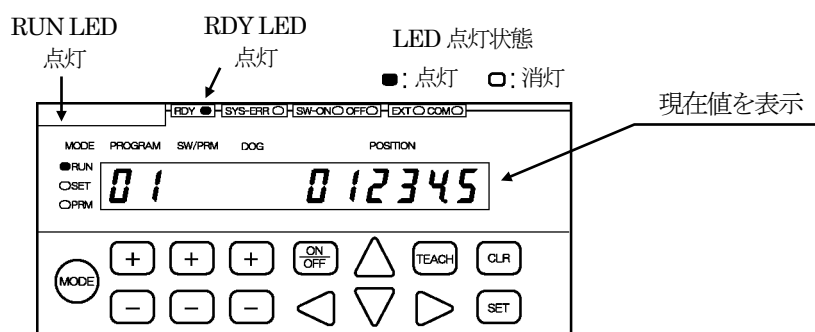 RUN LED
点灯
RDY LED
点灯
LED 点灯状態
●: 点灯 ○: 消灯
現在値を表示
RDY ● SYS-ERR ○ SW-ON ○ OFF ○ EXT ○ COM ○
MODE PROGRAM SW/PRM DOG POSITION
●RUN
○SET
○PRM
01 01234.5
MODE
+ + + ON/OFF TEACH CLR
− − − SET